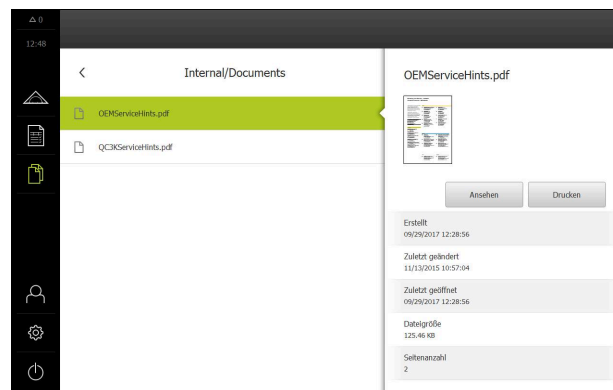 0
12:48
Internal/Documents
OEMServiceHints.pdf
QC3KServiceHints.pdf
OEMServiceHints.pdf
Ansehen
Drucken
Erstellt
09/29/2017 12:28:56
Zuletzt geändert
11/13/2015 10:57:04
Zuletzt geöffnet
09/29/2017 12:28:56
Dateigröße
125.46 KB
Seitenanzahl
2